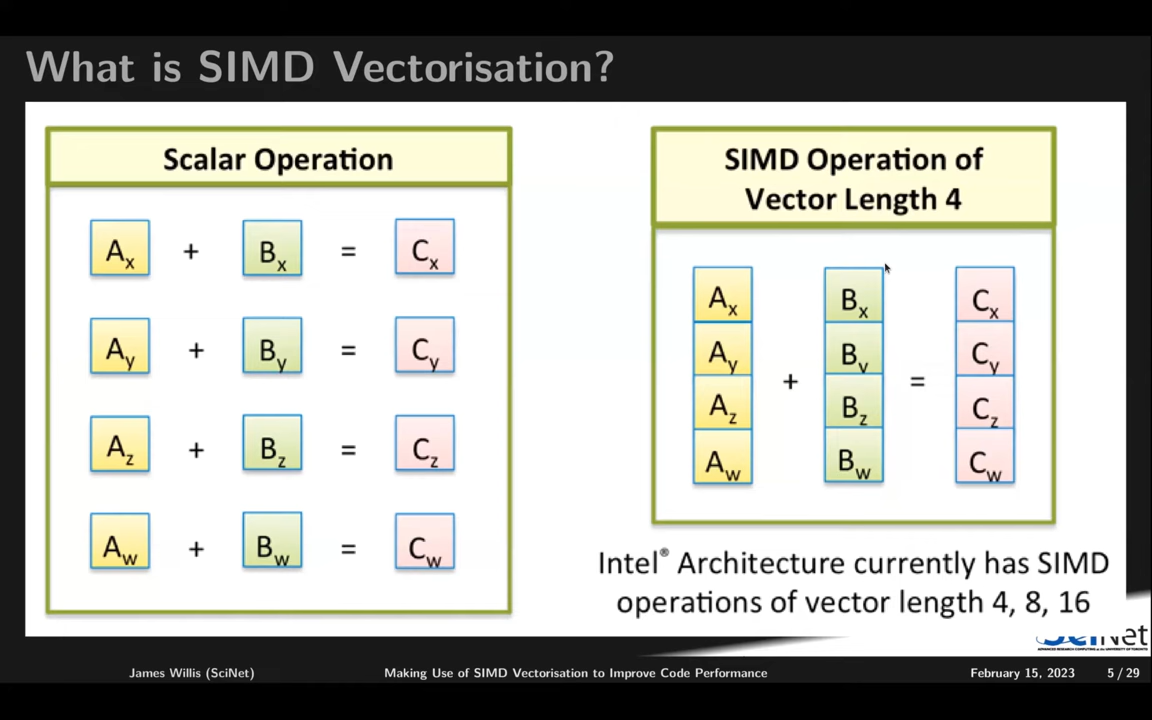 What is SIMD Vectorisation?
Scalar Operation
Ax + Bx = Cx
Ay + By = Cy
Az + Bz = Cz
Aw + Bw = Cw
SIMD Operation of
Vector Length 4
Ax Bx Cx
Ay By Cy
+ =
Az Bz Cz
Aw Bw Cw
Intel® Architecture currently has SIMD
operations of vector length 4, 8, 16
SciNet
James Willis (SciNet) Making Use of SIMD Vectorisation to Improve Code Performance February 15, 2023 5 / 29